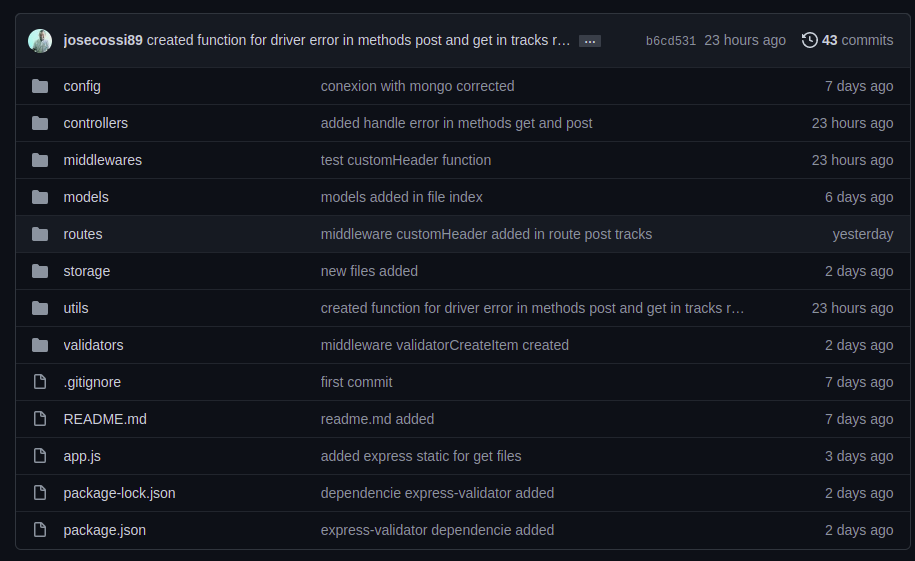 josecossi89 created function for driver error in methods post and get in tracks r… ... b6cd531 23 hours ago 43 commits
config conexion with mongo corrected 7 days ago
controllers added handle error in methods get and post 23 hours ago
middlewares test customHeader function 23 hours ago
models models added in file index 6 days ago
routes middleware customHeader added in route post tracks yesterday
storage new files added 2 days ago
utils created function for driver error in methods post and get in tracks r… 23 hours ago
validators middleware validatorCreateItem created 2 days ago
.gitignore first commit 7 days ago
README.md readme.md added 7 days ago
app.js added express static for get files 3 days ago
package-lock.json dependencie express-validator added 2 days ago
package.json express-validator dependencie added 2 days ago